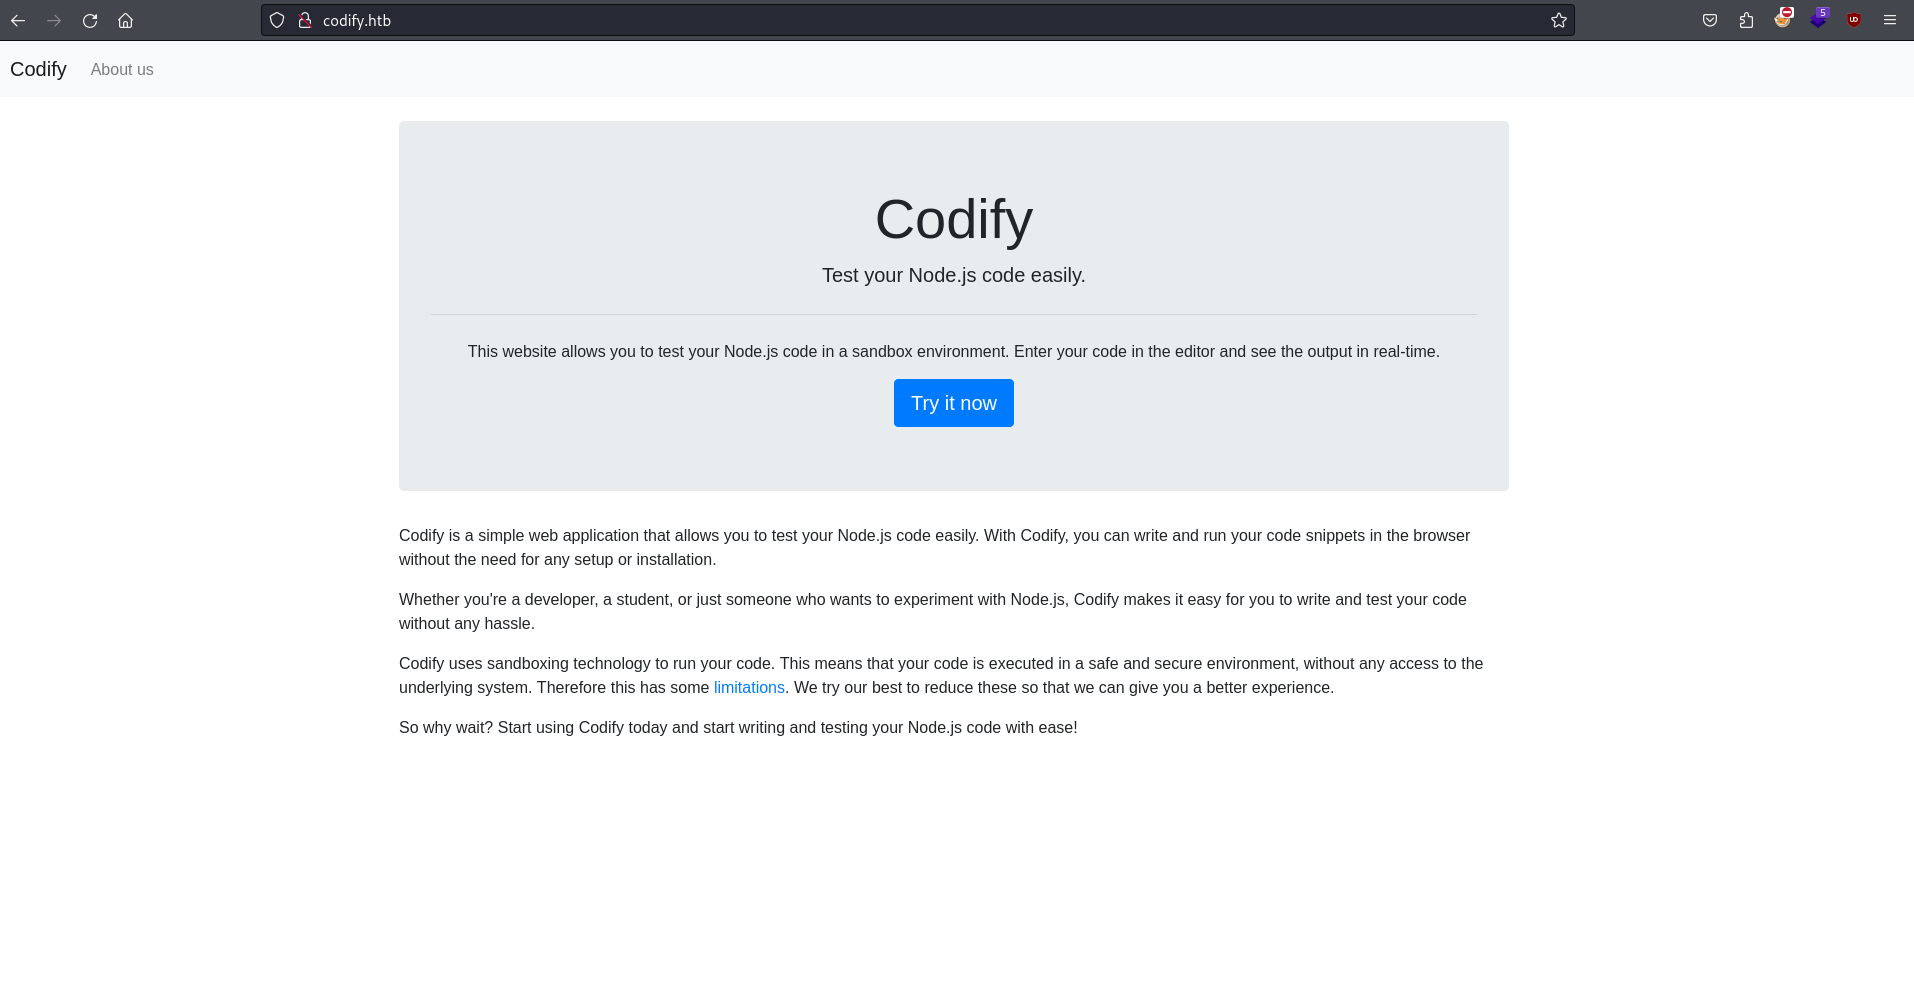 codify.htb
5
UD
Codify About us
Codify
Test your Node.js code easily.
This website allows you to test your Node.js code in a sandbox environment. Enter your code in the editor and see the output in real-time.
Try it now
Codify is a simple web application that allows you to test your Node.js code easily. With Codify, you can write and run your code snippets in the browser
without the need for any setup or installation.
Whether you're a developer, a student, or just someone who wants to experiment with Node.js, Codify makes it easy for you to write and test your code
without any hassle.
Codify uses sandboxing technology to run your code. This means that your code is executed in a safe and secure environment, without any access to the
underlying system. Therefore this has some limitations. We try our best to reduce these so that we can give you a better experience.
So why wait? Start using Codify today and start writing and testing your Node.js code with ease!